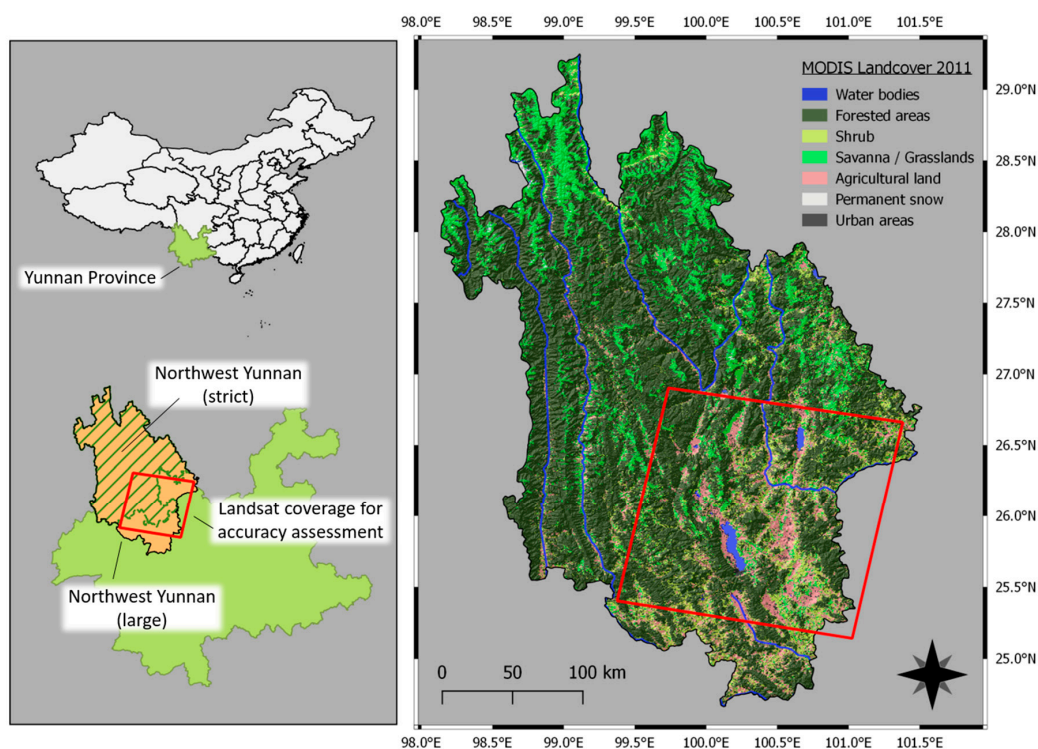 Yunnan Province
Northwest Yunnan
(strict)
Landsat coverage for
accuracy assessment
Northwest Yunnan
(large)
98.0°E 98.5°E 99.0°E 99.5°E 100.0°E 100.5°E 101.0°E 101.5°E
MODIS Landcover 2011
Water bodies
Forested areas
Shrub
Savanna / Grasslands
Agricultural land
Permanent snow
Urban areas
29.0°N
28.5°N
28.0°N
27.5°N
27.0°N
26.5°N
26.0°N
25.5°N
25.0°N
0 50 100 km
98.0°E 98.5°E 99.0°E 99.5°E 100.0°E 100.5°E 101.0°E 101.5°E